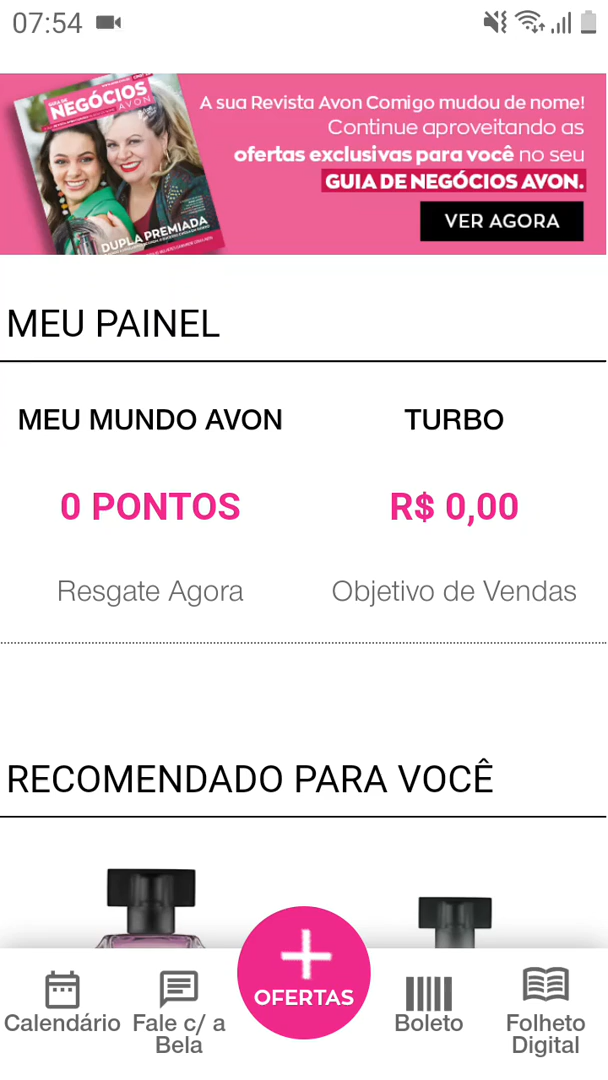 07:54
GUIA DE
NEGÓCIOS
AVON
A sua Revista Avon Comigo mudou de nome!
Continue aproveitando as
ofertas exclusivas para você no seu
GUIA DE NEGÓCIOS AVON.
DUPLA PREMIADA
VER AGORA
MEU PAINEL
MEU MUNDO AVON
TURBO
0 PONTOS
R$ 0,00
Resgate Agora
Objetivo de Vendas
RECOMENDADO PARA VOCÊ
OFERTAS
Calendário
Fale c/ a
Bela
Boleto
Folheto
Digital